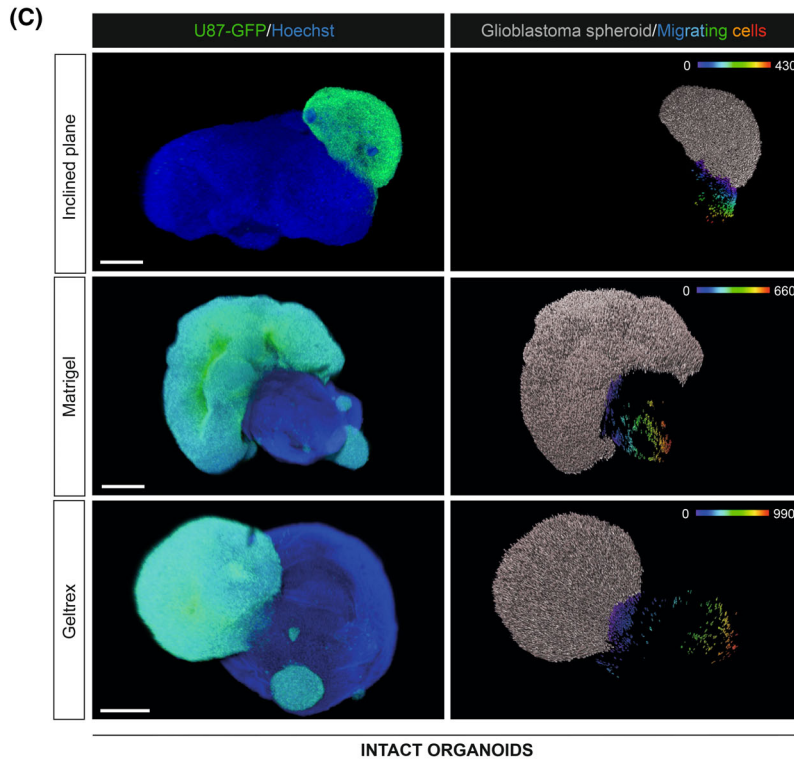 (C)
U87-GFP/Hoechst
Glioblastoma spheroid/Migrating cells
Inclined plane
0 430
Matrigel
0 660
Geltrex
0 990
INTACT ORGANOIDS